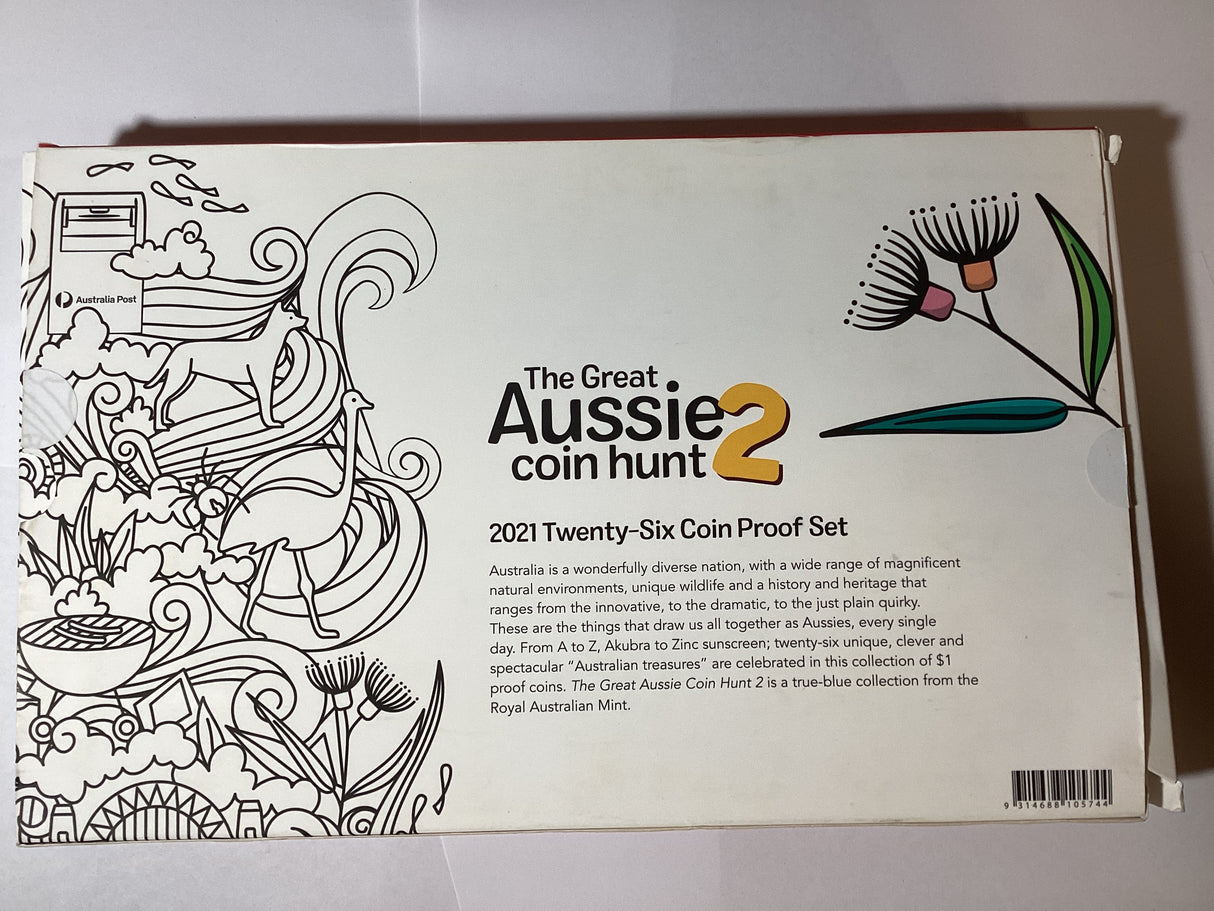 Australia Post
The Great
Aussie 2
coin hunt
2021 Twenty-Six Coin Proof Set
Australia is a wonderfully diverse nation, with a wide range of magnificent
natural environments, unique wildlife and a history and heritage that
ranges from the innovative, to the dramatic, to the just plain quirky.
These are the things that draw us all together as Aussies, every single
day. From A to Z, Akubra to Zinc sunscreen; twenty-six unique, clever and
spectacular “Australian treasures” are celebrated in this collection of $1
proof coins. The Great Aussie Coin Hunt 2 is a true-blue collection from the
Royal Australian Mint.
9 314688 105744